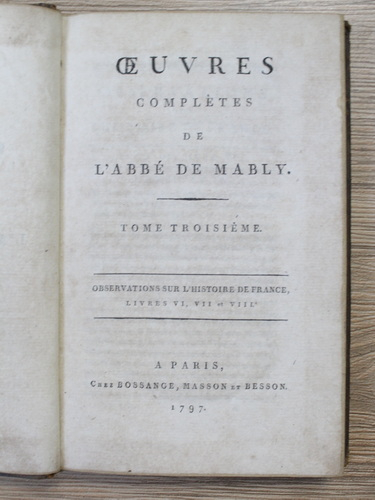 ŒUVRES
COMPLÈTES
DE
L'ABBÉ DE MABLY.
TOME TROISIÉME.
OBSERVATIONS SUR L'HISTOIRE DE FRANCE,
LIVRES VI, VII et VIII.
A PARIS,
Chez BOSSANGE, MASSON et BESSON.
1797.